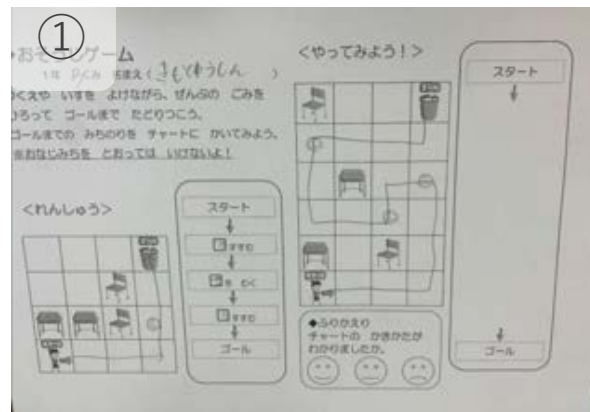 ①
おそうじゲーム
1年 くみ なまえ( )
つくえや いすを よけながら、ぜんぶの ごみを
ひろって ゴールまで たどりつこう。
ゴールまでの みちのりを チャートに かいてみよう。
※おなじみちを とおっては いけないよ！
<れんしゅう>
スタート
すすむ
を むく
すすむ
ゴール
<やってみよう！>
スタート
ゴール
◆ふりかえり
チャートの かきかたが
わかりましたか。